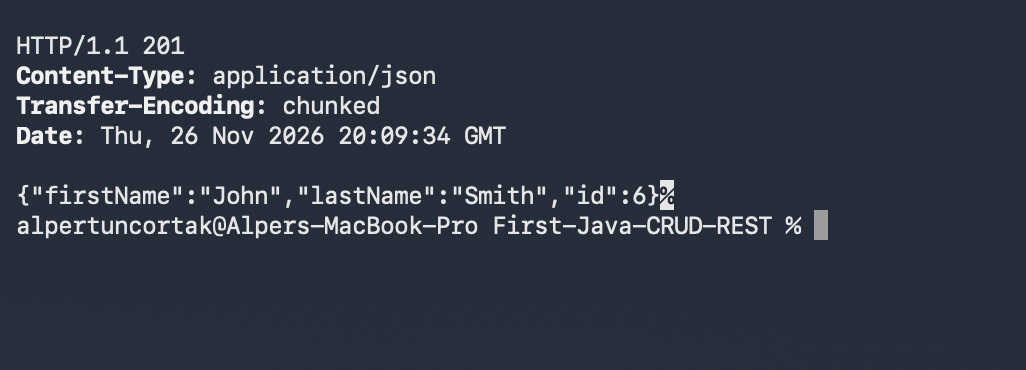 HTTP/1.1 201
Content-Type: application/json
Transfer-Encoding: chunked
Date: Thu, 26 Nov 2026 20:09:34 GMT
{"firstName":"John","lastName":"Smith","id":6}%
alpertuncortak@Alpers-MacBook-Pro First-Java-CRUD-REST %